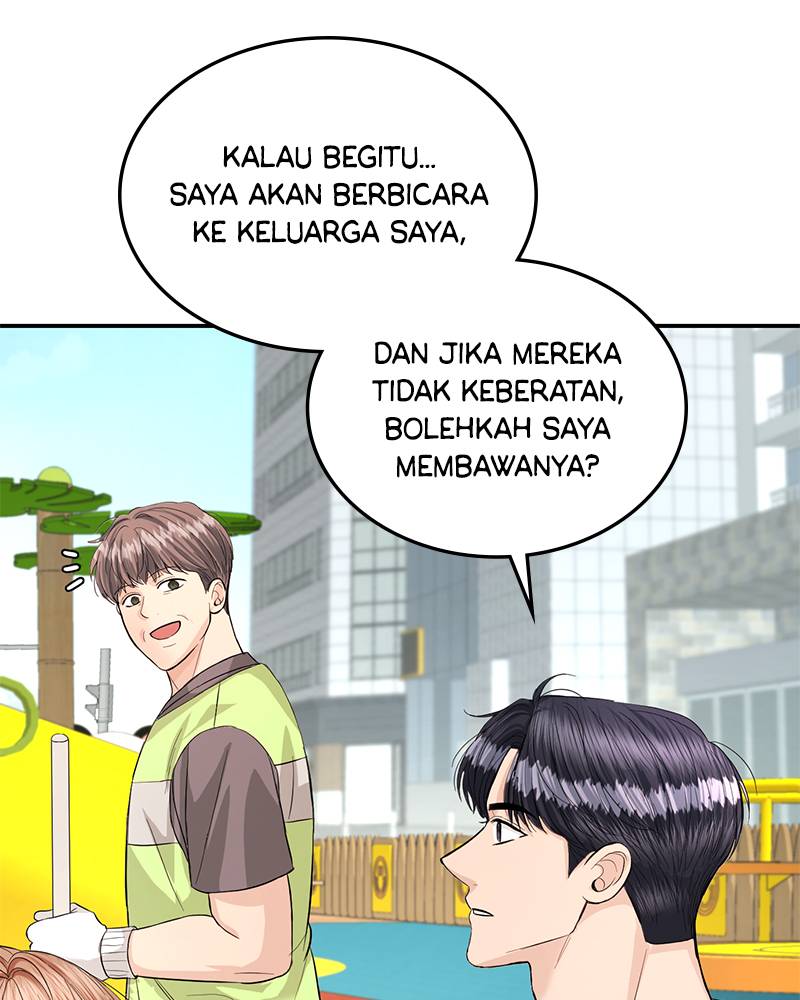 KALAU BEGITU...
SAYA AKAN BERBICARA
KE KELUARGA SAYA,
DAN JIKA MEREKA
TIDAK KEBERATAN,
BOLEHKAH SAYA
MEMBAWANYA?